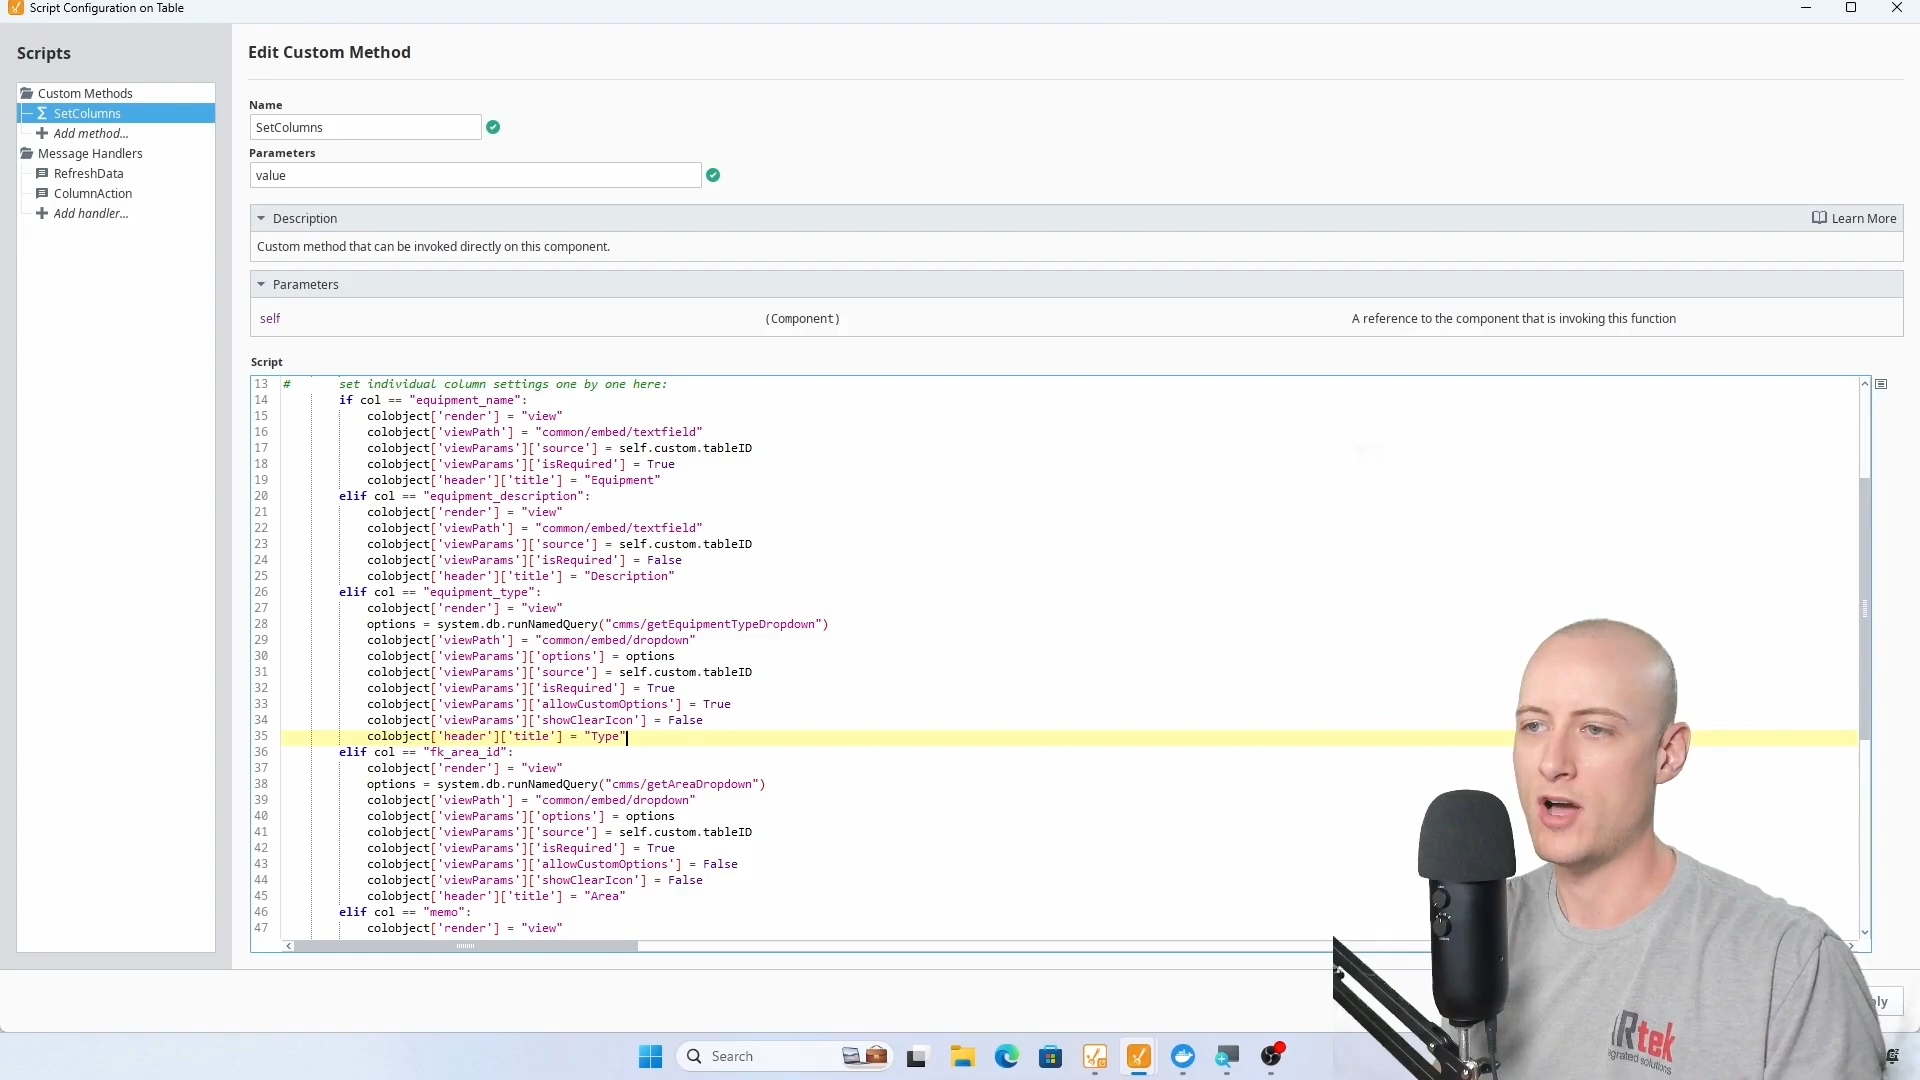 Script Configuration on Table
Scripts
Custom Methods
SetColumns
Add method...
Message Handlers
RefreshData
ColumnAction
Add handler...
Edit Custom Method
Name
SetColumns
Parameters
value
Description
Learn More
Custom method that can be invoked directly on this component.
Parameters
self (Component) A reference to the component that is invoking this function
Script
13 # set individual column settings one by one here:
14 if col == "equipment_name":
15 colobject['render'] = "view"
16 colobject['viewPath'] = "common/embed/textfield"
17 colobject['viewParams']['source'] = self.custom.tableID
18 colobject['viewParams']['isRequired'] = True
19 colobject['header']['title'] = "Equipment"
20 elif col == "equipment_description":
21 colobject['render'] = "view"
22 colobject['viewPath'] = "common/embed/textfield"
23 colobject['viewParams']['source'] = self.custom.tableID
24 colobject['viewParams']['isRequired'] = False
25 colobject['header']['title'] = "Description"
26 elif col == "equipment_type":
27 colobject['render'] = "view"
28 options = system.db.runNamedQuery("cmms/getEquipmentTypeDropdown")
29 colobject['viewPath'] = "common/embed/dropdown"
30 colobject['viewParams']['options'] = options
31 colobject['viewParams']['source'] = self.custom.tableID
32 colobject['viewParams']['isRequired'] = True
33 colobject['viewParams']['allowCustomOptions'] = True
34 colobject['viewParams']['showClearIcon'] = False
35 colobject['header']['title'] = "Type"
36 elif col == "fk_area_id":
37 colobject['render'] = "view"
38 options = system.db.runNamedQuery("cmms/getAreaDropdown")
39 colobject['viewPath'] = "common/embed/dropdown"
40 colobject['viewParams']['options'] = options
41 colobject['viewParams']['source'] = self.custom.tableID
42 colobject['viewParams']['isRequired'] = True
43 colobject['viewParams']['allowCustomOptions'] = False
44 colobject['viewParams']['showClearIcon'] = False
45 colobject['header']['title'] = "Area"
46 elif col == "memo":
47 colobject['render'] = "view"
Rtek
Search